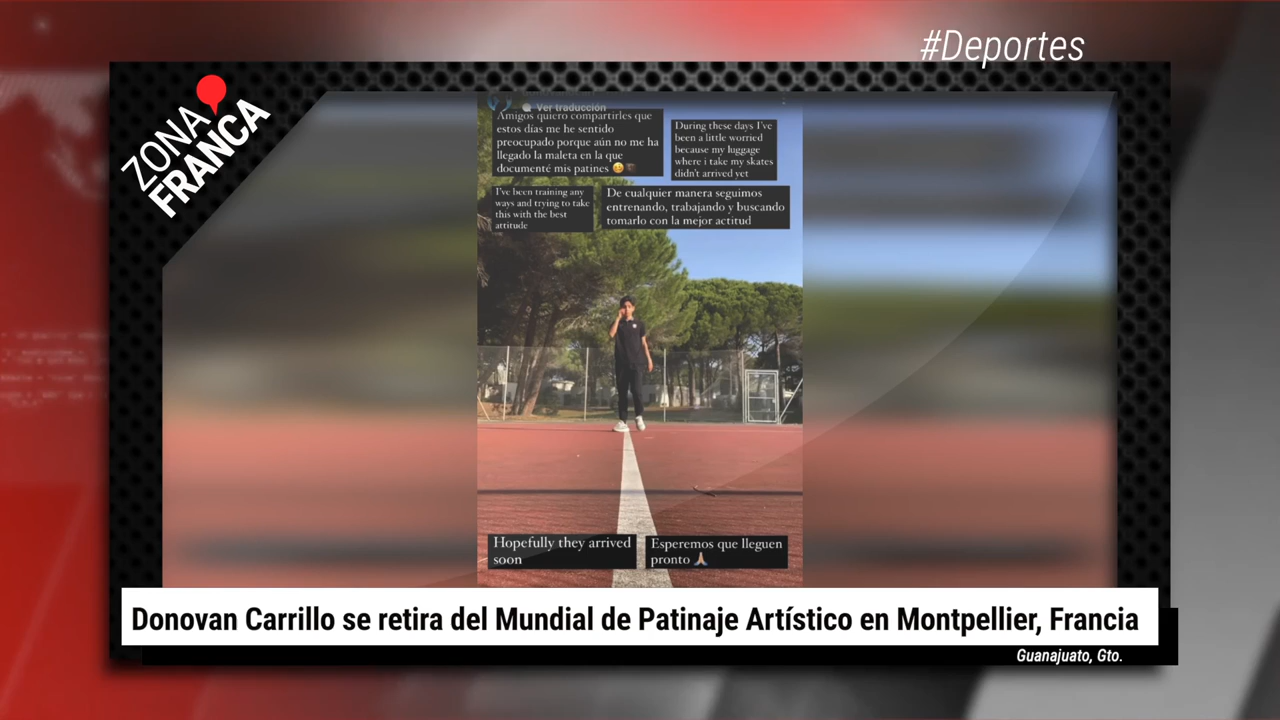 #Deportes
ZONA
FRANCA
Ver traducción
Amigos quiero compartirles que
estos días me he sentido
preocupado porque aún no me ha
llegado la maleta en la que
documenté mis patines
During these days I've
been a little worried
because my luggage
where i take my skates
didn't arrived yet
I've been training any
ways and trying to take
this with the best
attitude
De cualquier manera seguimos
entrenando, trabajando y buscando
tomarlo con la mejor actitud
Hopefully they arrived
soon
Esperemos que lleguen
pronto
Donovan Carrillo se retira del Mundial de Patinaje Artístico en Montpellier, Francia
Guanajuato, Gto.